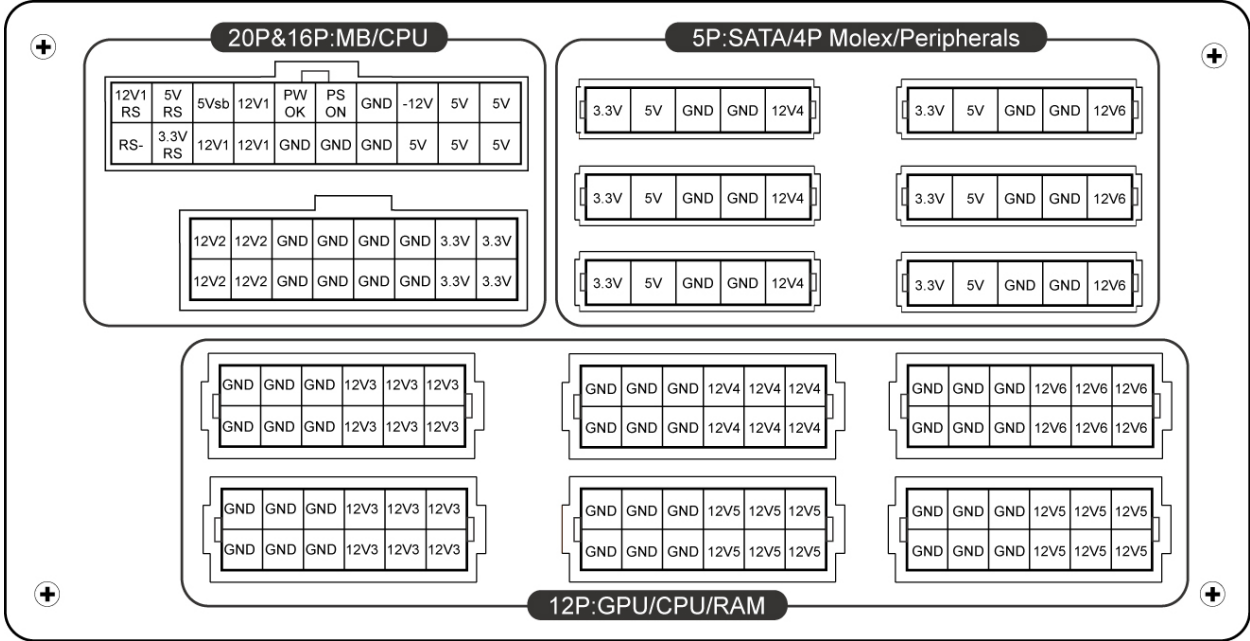 20P&16P:MB/CPU
12V1 RS 5V RS 5Vsb 12V1 PW OK PS ON GND -12V 5V 5V
RS- 3.3V RS 12V1 12V1 GND GND GND 5V 5V 5V
12V2 12V2 GND GND GND GND 3.3V 3.3V
12V2 12V2 GND GND GND GND 3.3V 3.3V
5P:SATA/4P Molex/Peripherals
3.3V 5V GND GND 12V4
3.3V 5V GND GND 12V6
3.3V 5V GND GND 12V4
3.3V 5V GND GND 12V6
3.3V 5V GND GND 12V4
3.3V 5V GND GND 12V6
GND GND GND 12V3 12V3 12V3
GND GND GND 12V3 12V3 12V3
GND GND GND 12V4 12V4 12V4
GND GND GND 12V4 12V4 12V4
GND GND GND 12V6 12V6 12V6
GND GND GND 12V6 12V6 12V6
GND GND GND 12V3 12V3 12V3
GND GND GND 12V3 12V3 12V3
GND GND GND 12V5 12V5 12V5
GND GND GND 12V5 12V5 12V5
GND GND GND 12V5 12V5 12V5
GND GND GND 12V5 12V5 12V5
12P:GPU/CPU/RAM